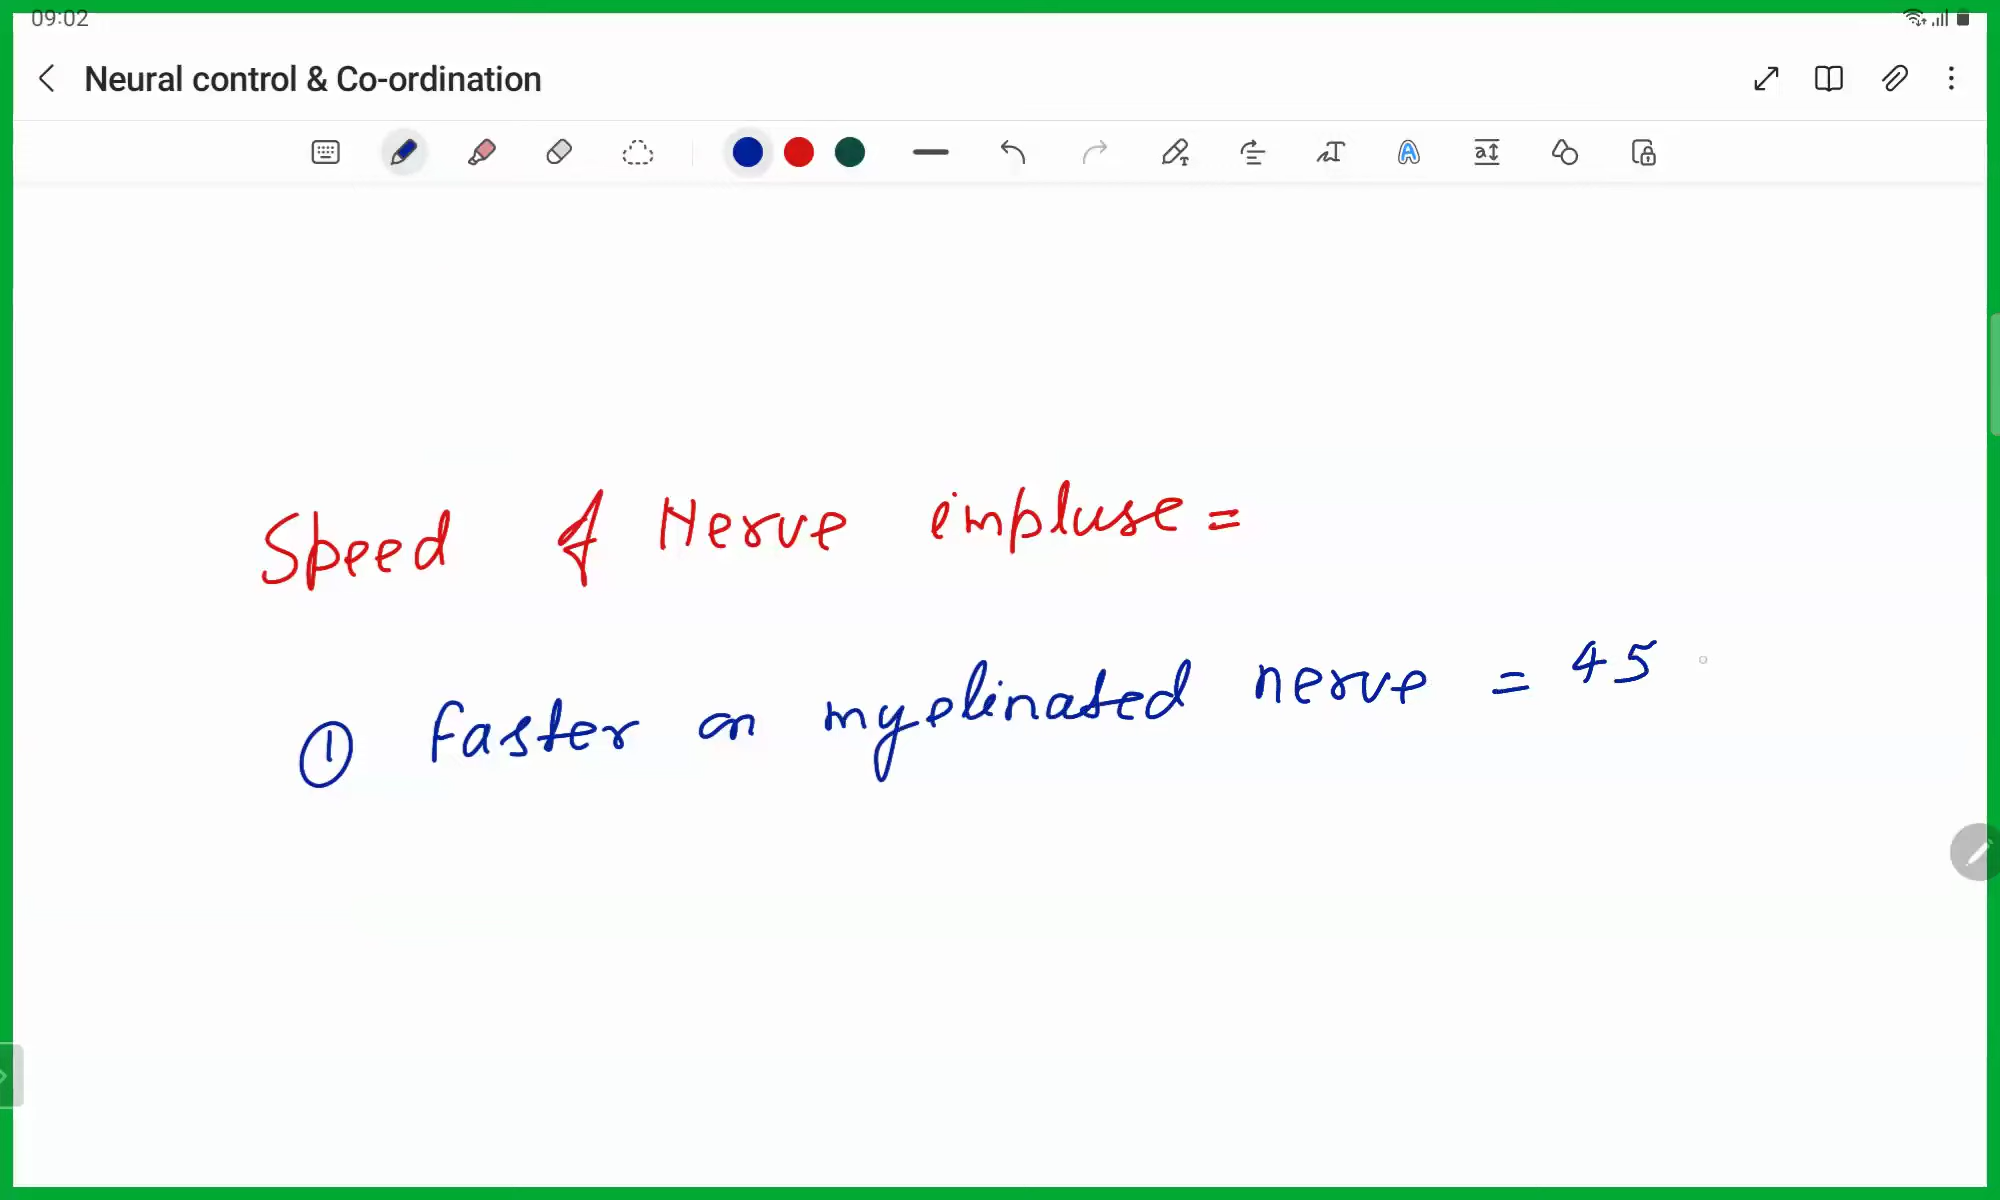 09:02
Neural control & Co-ordination
Speed of Nerve impluse =
① Faster on myelinated nerve = 45